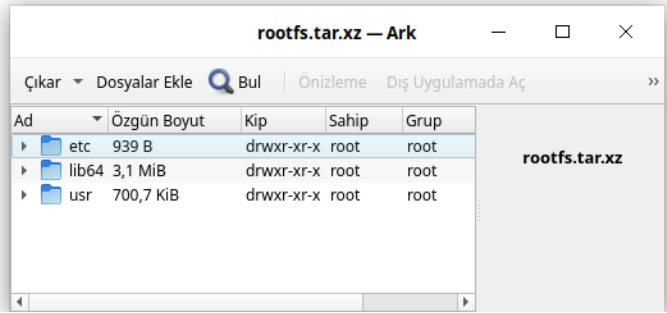 rootfs.tar.xz — Ark
Çıkar Dosyalar Ekle Bul Önizleme Dış Uygulamada Aç »
Ad Özgün Boyut Kip Sahip Grup
etc 939 B drwxr-xr-x root root
lib64 3,1 MiB drwxr-xr-x root root
usr 700,7 KiB drwxr-xr-x root root
rootfs.tar.xz